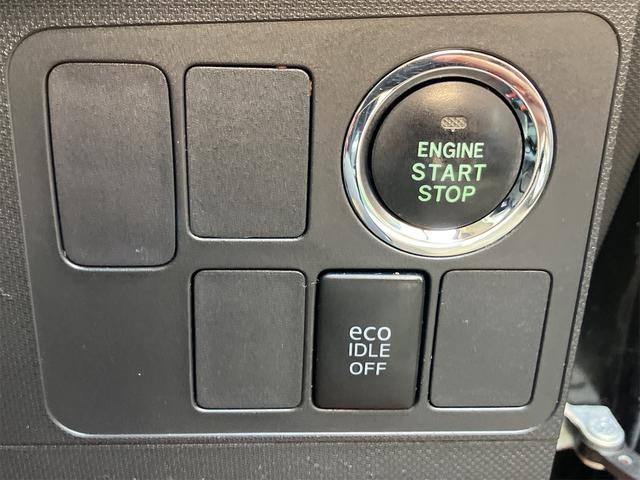 ENGINE
START
STOP
eco
IDLE
OFF